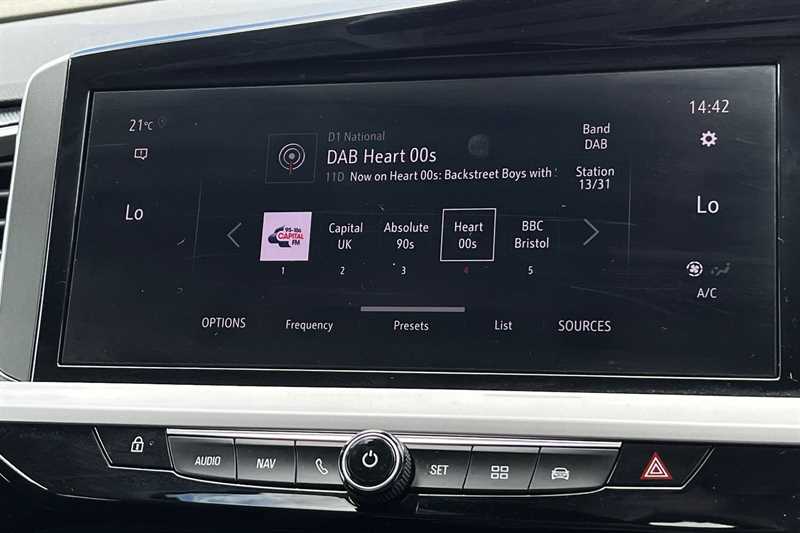 21°C
14:42
D1 National
DAB Heart 00s
11D Now on Heart 00s: Backstreet Boys with
Band
DAB
Station
13/31
Lo
Lo
95-106
CAPITAL
FM
Capital
UK
Absolute
90s
Heart
00s
BBC
Bristol
1
2
3
4
5
A/C
OPTIONS
Frequency
Presets
List
SOURCES
AUDIO
NAV
SET